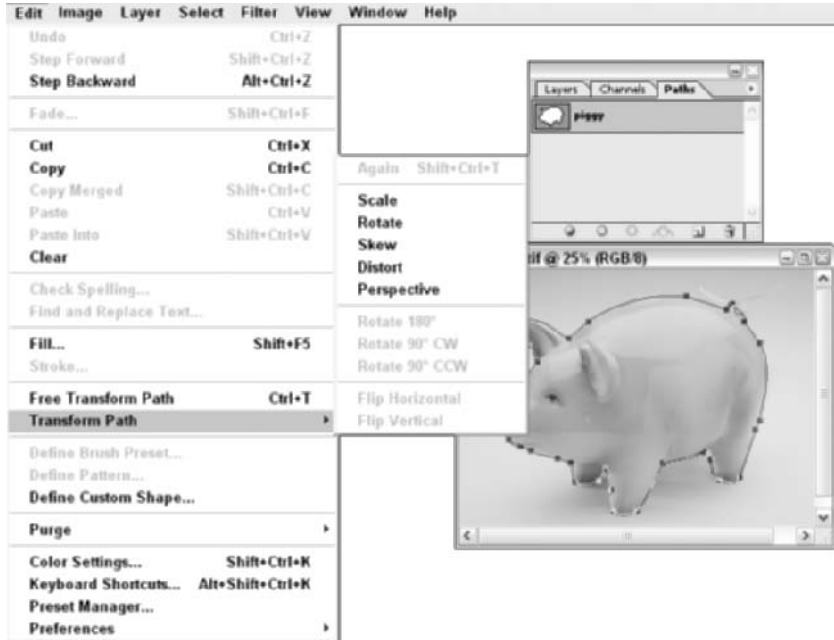 Edit Image Layer Select Filter View Window Help
Undo Ctrl+Z
Step Forward Shift+Ctrl+Z
Step Backward Alt+Ctrl+Z
Fade... Shift+Ctrl+F
Cut Ctrl+X
Copy Ctrl+C
Copy Merged Shift+Ctrl+C
Paste Ctrl+V
Paste Into Shift+Ctrl+V
Clear
Check Spelling...
Find and Replace Text...
Fill... Shift+F5
Stroke...
Free Transform Path Ctrl+T
Transform Path
Define Brush Preset...
Define Pattern...
Define Custom Shape...
Purge
Color Settings... Shift+Ctrl+K
Keyboard Shortcuts... Alt+Shift+Ctrl+K
Preset Manager...
Preferences
Again Shift+Ctrl+T
Scale
Rotate
Skew
Distort
Perspective
Rotate 180°
Rotate 90° CW
Rotate 90° CCW
Flip Horizontal
Flip Vertical
Layers Channels Paths
piggy
tif @ 25% (RGB/8)